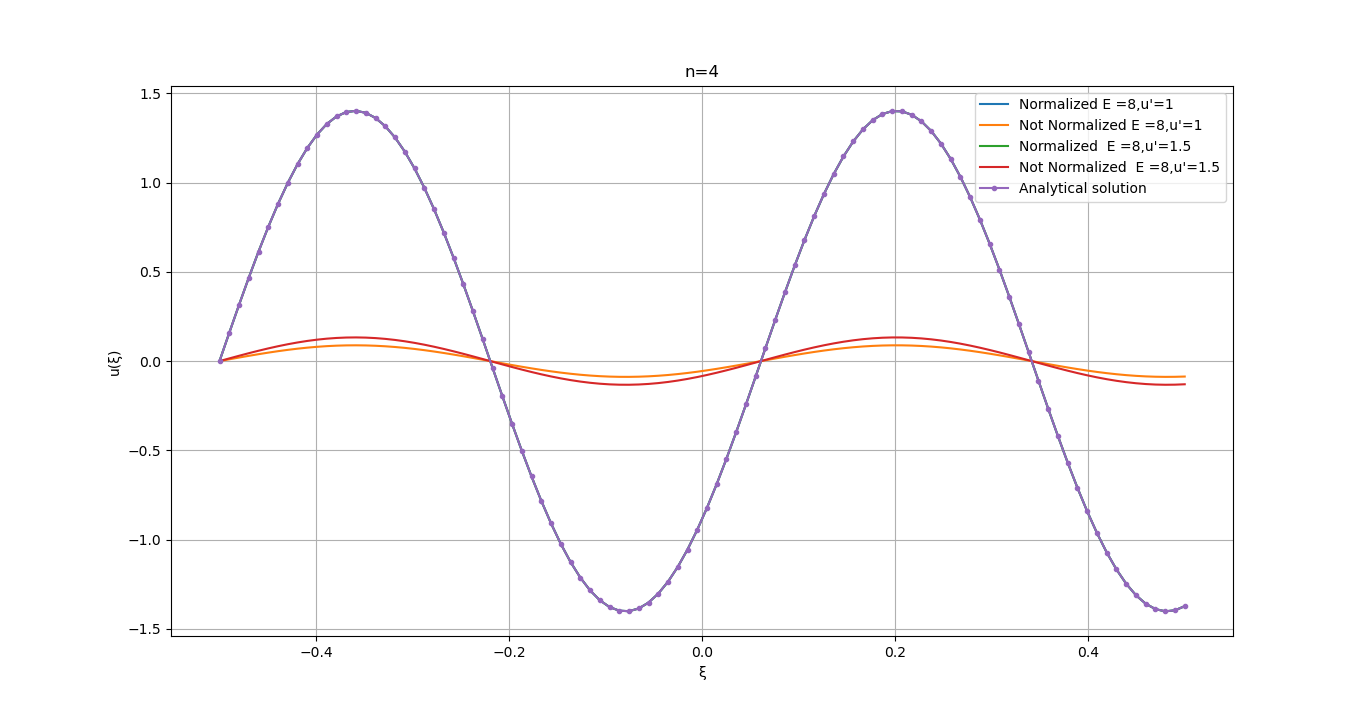 n=4
Normalized E =8,u'=1
Not Normalized E =8,u'=1
Normalized  E =8,u'=1.5
Not Normalized  E =8,u'=1.5
Analytical solution
u(ξ)
1.5
1.0
0.5
0.0
−0.5
−1.0
−1.5
−0.4
−0.2
0.0
0.2
0.4
ξ